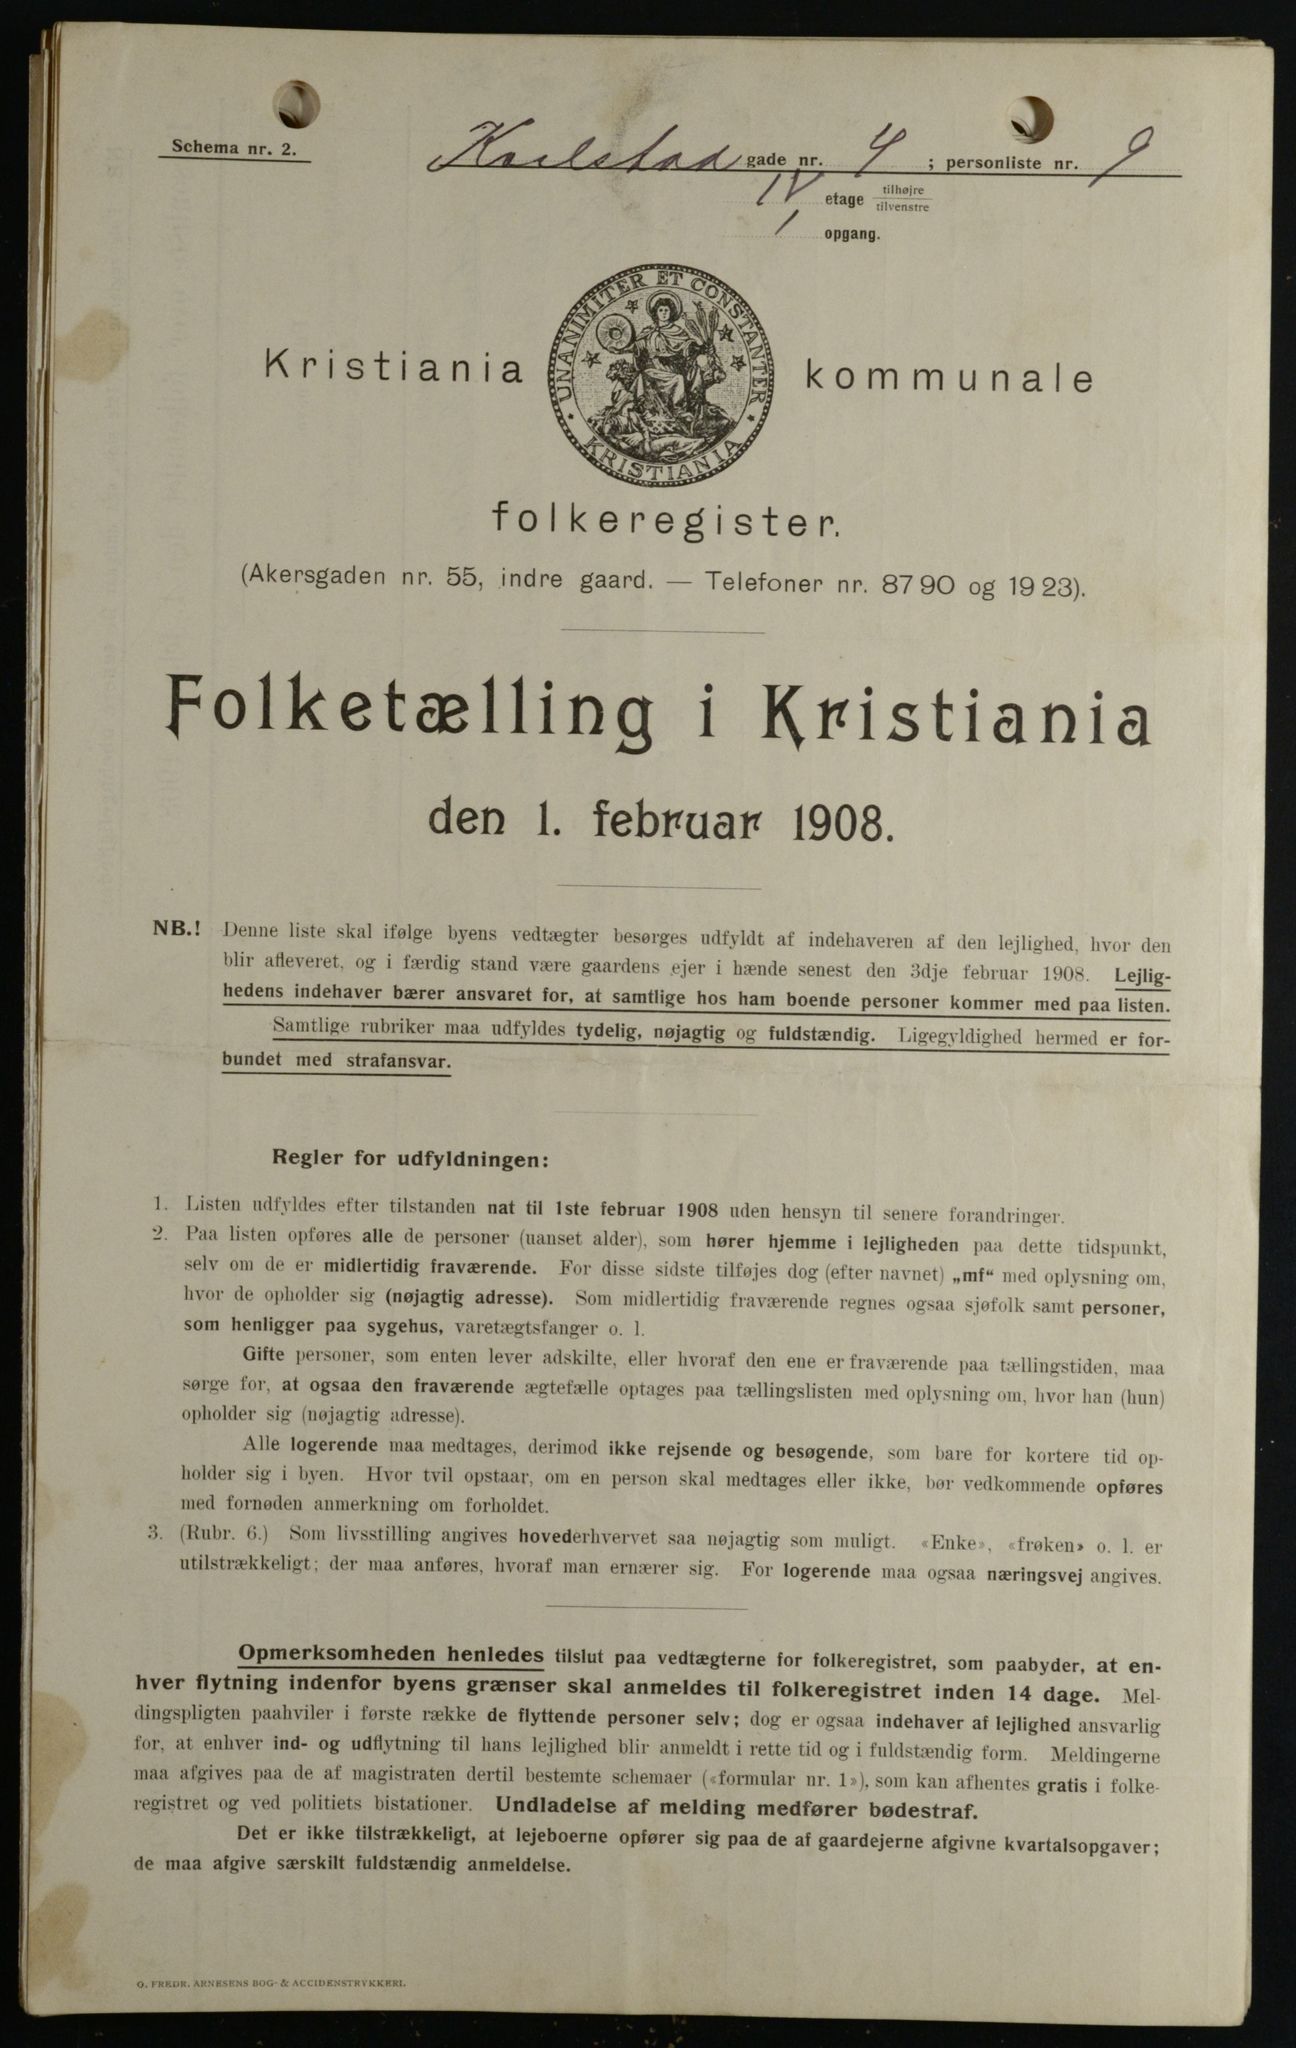 Schema nr. 2.
Karlstad gade nr. 4 ; personliste nr. 9
IV etage tilhøjre
tilvenstre
1 opgang.
UNANIMITER ET CONSTANTER
KRISTIANIA
Kristiania kommunale
folkeregister.
(Akersgaden nr. 55, indre gaard. — Telefoner nr. 87 90 og 19 23).
Folketælling i Kristiania
den 1. februar 1908.
NB.! Denne liste skal ifølge byens vedtægter besørges udfyldt af indehaveren af den lejlighed, hvor den
blir afleveret, og i færdig stand være gaardens ejer i hænde senest den 3dje februar 1908. Lejlig-
hedens indehaver bærer ansvaret for, at samtlige hos ham boende personer kommer med paa listen.
Samtlige rubriker maa udfyldes tydelig, nøjagtig og fuldstændig. Ligegyldighed hermed er for-
bundet med strafansvar.
Regler for udfyldningen:
1. Listen udfyldes efter tilstanden nat til 1ste februar 1908 uden hensyn til senere forandringer.
2. Paa listen opføres alle de personer (uanset alder), som hører hjemme i lejligheden paa dette tidspunkt,
selv om de er midlertidig fraværende. For disse sidste tilføjes dog (efter navnet) „mf“ med oplysning om,
hvor de opholder sig (nøjagtig adresse). Som midlertidig fraværende regnes ogsaa sjøfolk samt personer,
som henligger paa sygehus, varetægtsfanger o. l.
Gifte personer, som enten lever adskilte, eller hvoraf den ene er fraværende paa tællingstiden, maa
sørge for, at ogsaa den fraværende ægtefælle optages paa tællingslisten med oplysning om, hvor han (hun)
opholder sig (nøjagtig adresse).
Alle logerende maa medtages, derimod ikke rejsende og besøgende, som bare for kortere tid op-
holder sig i byen. Hvor tvil opstaar, om en person skal medtages eller ikke, bør vedkommende opføres
med fornøden anmerkning om forholdet.
3. (Rubr. 6.) Som livsstilling angives hovederhvervet saa nøjagtig som muligt. «Enke», «frøken» o. l. er
utilstrækkeligt; der maa anføres, hvoraf man ernærer sig. For logerende maa ogsaa næringsvej angives.
Opmerksomheden henledes tilslut paa vedtægterne for folkeregistret, som paabyder, at en-
hver flytning indenfor byens grænser skal anmeldes til folkeregistret inden 14 dage. Mel-
dingspligten paahviler i første række de flyttende personer selv; dog er ogsaa indehaver af lejlighed ansvarlig
for, at enhver ind- og udflytning til hans lejlighed blir anmeldt i rette tid og i fuldstændig form. Meldingerne
maa afgives paa de af magistraten dertil bestemte schemaer («formular nr. 1»), som kan afhentes gratis i folke-
registret og ved politiets bistationer. Undladelse af melding medfører bødestraf.
Det er ikke tilstrækkeligt, at lejeboerne opfører sig paa de af gaardejerne afgivne kvartalsopgaver;
de maa afgive særskilt fuldstændig anmeldelse.
O. FREDR. ARNESENS BOG- & ACCIDENSTRYKKERI.